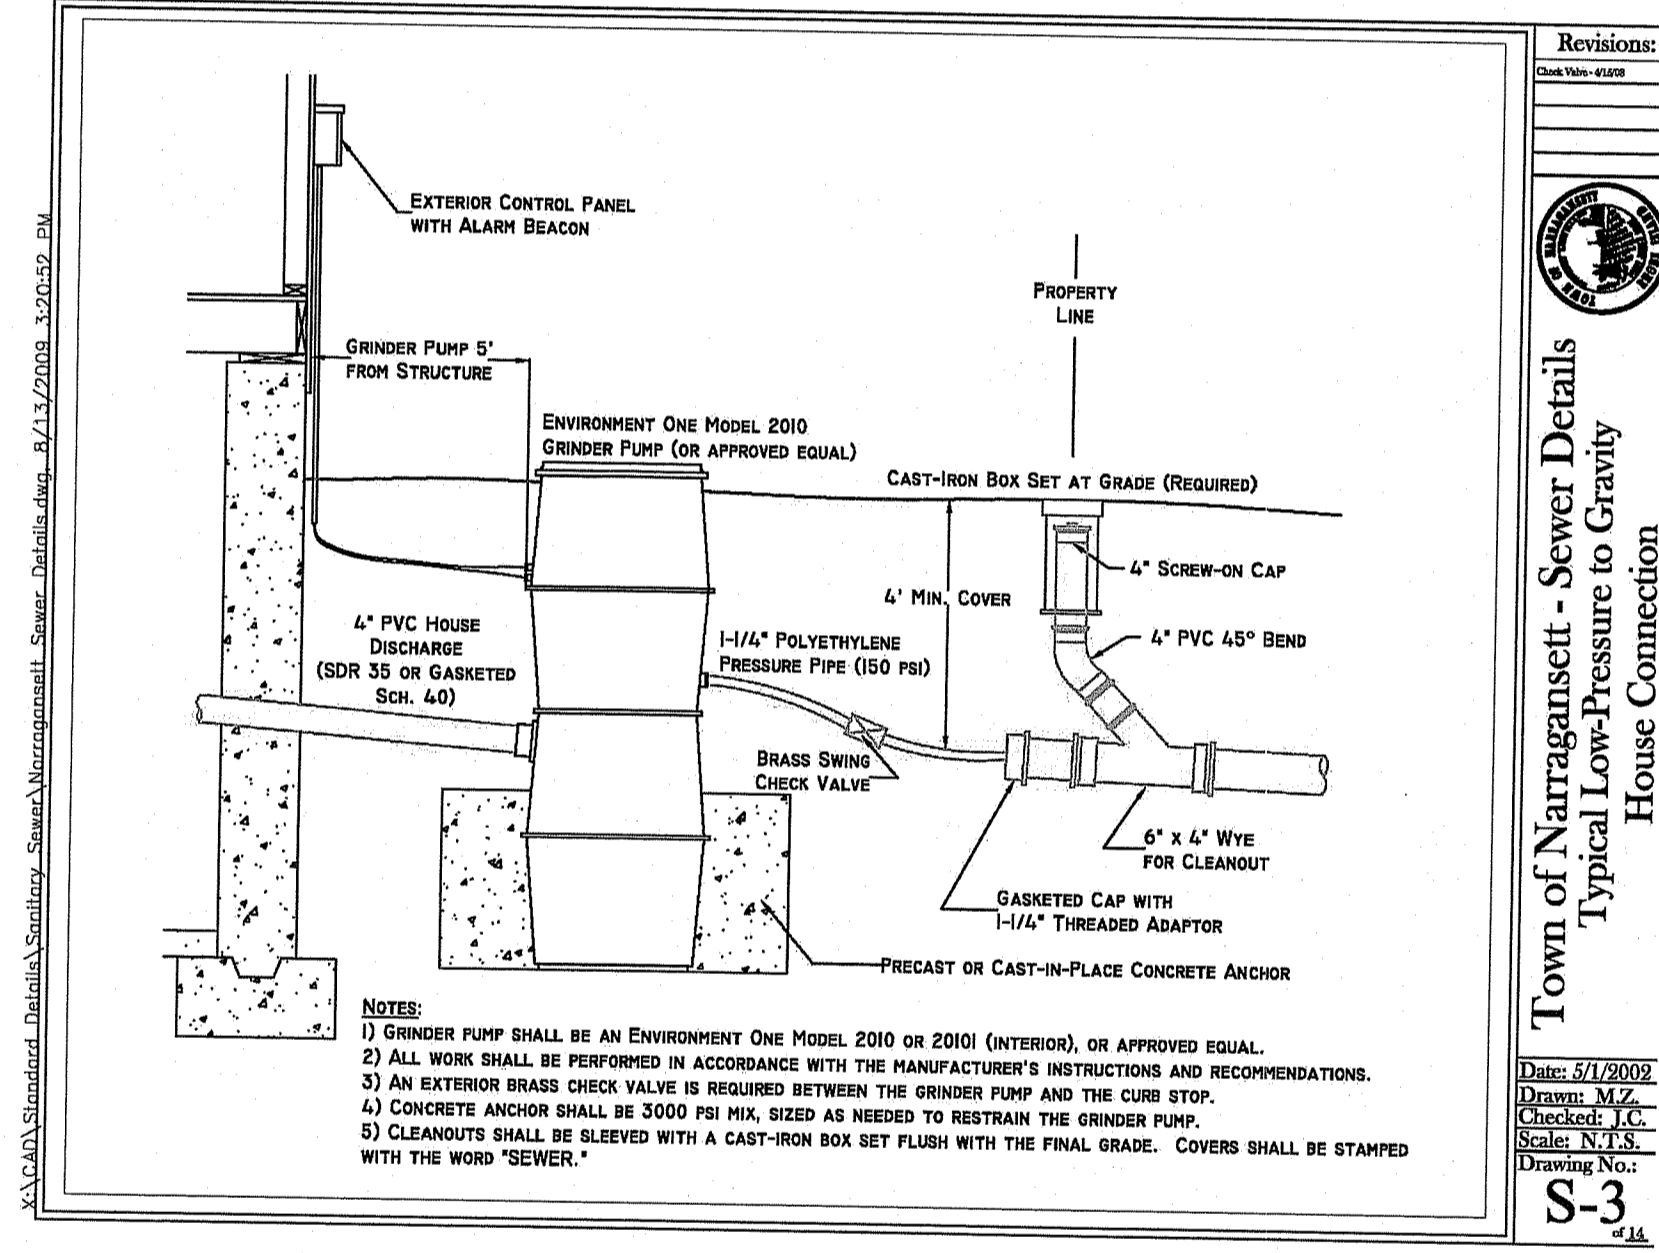 X:\CAD\Standard Details\Sanitary Sewer\Narragansett Sewer Details.dwg, 8/13/2009 3:20:52 PM
EXTERIOR CONTROL PANEL
WITH ALARM BEACON
PROPERTY
LINE
GRINDER PUMP 5'
FROM STRUCTURE
ENVIRONMENT ONE MODEL 2010
GRINDER PUMP (OR APPROVED EQUAL)
CAST-IRON BOX SET AT GRADE (REQUIRED)
4" SCREW-ON CAP
4' MIN. COVER
4" PVC HOUSE
DISCHARGE
(SDR 35 OR GASKETED
SCH. 40)
1-1/4" POLYETHYLENE
PRESSURE PIPE (150 PSI)
4" PVC 45° BEND
BRASS SWING
CHECK VALVE
6" X 4" WYE
FOR CLEANOUT
GASKETED CAP WITH
1-1/4" THREADED ADAPTOR
PRECAST OR CAST-IN-PLACE CONCRETE ANCHOR
NOTES:
1) GRINDER PUMP SHALL BE AN ENVIRONMENT ONE MODEL 2010 OR 2010I (INTERIOR), OR APPROVED EQUAL.
2) ALL WORK SHALL BE PERFORMED IN ACCORDANCE WITH THE MANUFACTURER'S INSTRUCTIONS AND RECOMMENDATIONS.
3) AN EXTERIOR BRASS CHECK VALVE IS REQUIRED BETWEEN THE GRINDER PUMP AND THE CURB STOP.
4) CONCRETE ANCHOR SHALL BE 3000 PSI MIX, SIZED AS NEEDED TO RESTRAIN THE GRINDER PUMP.
5) CLEANOUTS SHALL BE SLEEVED WITH A CAST-IRON BOX SET FLUSH WITH THE FINAL GRADE. COVERS SHALL BE STAMPED
WITH THE WORD "SEWER."
Revisions:
Check Valve - 4/15/08
TOWN OF NARRAGANSETT
Town of Narragansett - Sewer Details
Typical Low-Pressure to Gravity
House Connection
Date: 5/1/2002
Drawn: M.Z.
Checked: J.C.
Scale: N.T.S.
Drawing No.:
S-3
of 14